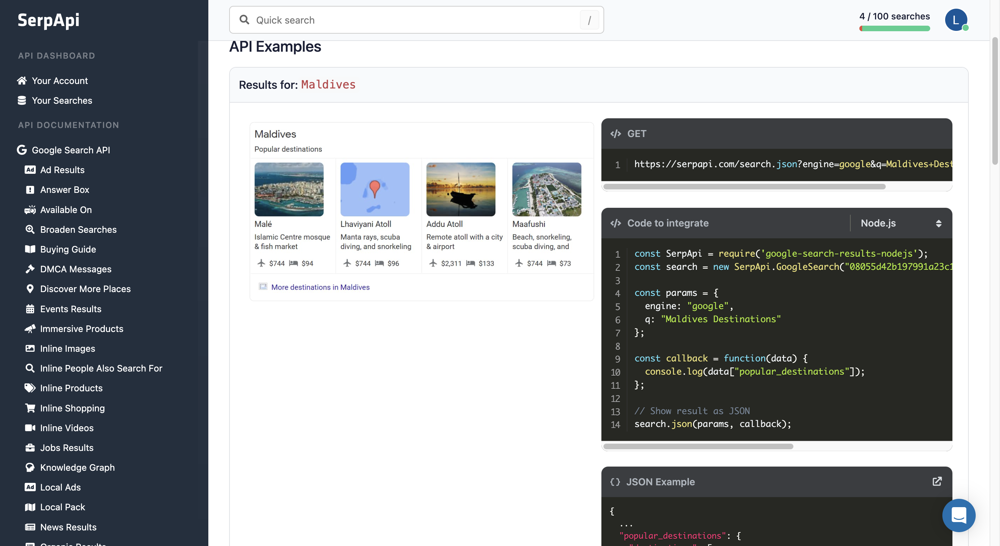 SerpApi
API DASHBOARD
Your Account
Your Searches
API DOCUMENTATION
Google Search API
Ad Results
Answer Box
Available On
Broaden Searches
Buying Guide
DMCA Messages
Discover More Places
Events Results
Immersive Products
Inline Images
Inline People Also Search For
Inline Products
Inline Shopping
Inline Videos
Jobs Results
Knowledge Graph
Ad Local Ads
Local Pack
News Results
Organic Results
Quick search /
4 / 100 searches
L
API Examples
Results for: Maldives
Maldives
Popular destinations
Malé
Islamic Centre mosque
& fish market
$744 $94
Lhaviyani Atoll
Manta rays, scuba
diving, and snorkeling
$744 $96
Addu Atoll
Remote atoll with a city
& airport
$2,311 $133
Maafushi
Beach, snorkeling,
scuba diving, and
$744 $73
More destinations in Maldives
</> GET
1 https://serpapi.com/search.json?engine=google&q=Maldives+Dest
</> Code to integrate Node.js
1 const SerpApi = require('google-search-results-nodejs');
2 const search = new SerpApi.GoogleSearch("08055d42b197991a23c1
3
4 const params = {
5 engine: "google",
6 q: "Maldives Destinations"
7 };
8
9 const callback = function(data) {
10 console.log(data["popular_destinations"]);
11 };
12
13 // Show result as JSON
14 search.json(params, callback);
{} JSON Example
{
...
"popular_destinations": {